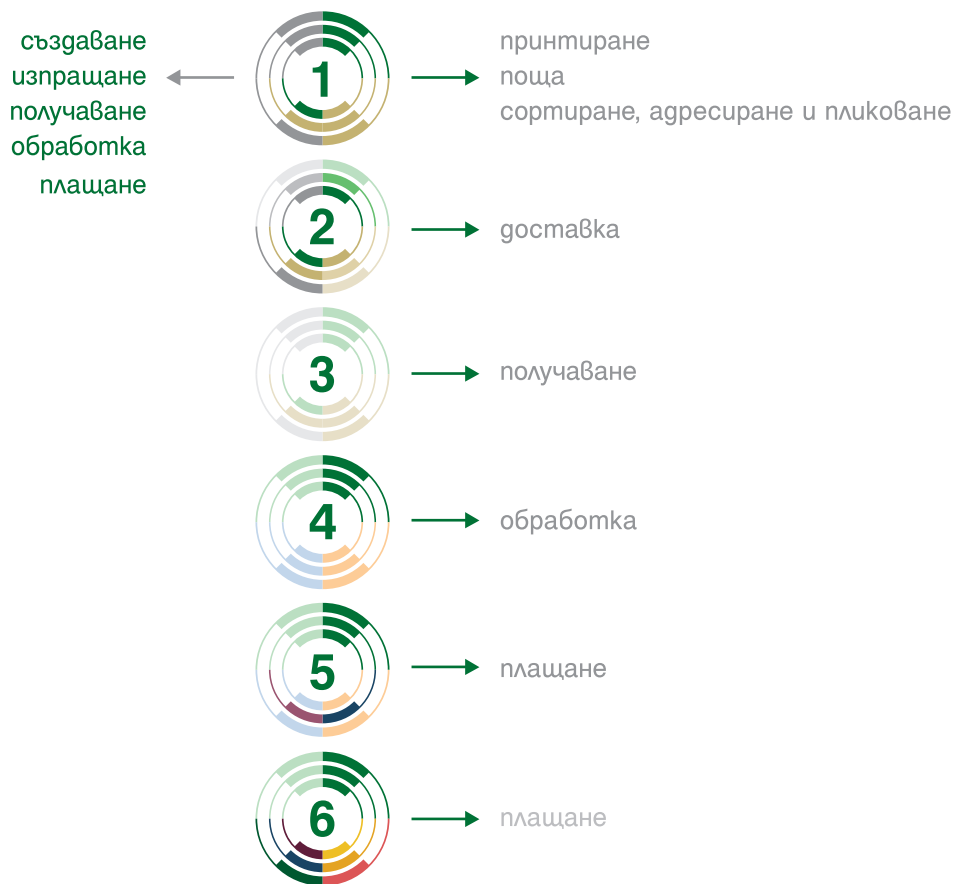 създаване
изпращане
получаване
обработка
плащане
1
принтиране
поща
сортиране, адресиране и пликоване
2
доставка
3
получаване
4
обработка
5
плащане
6
плащане